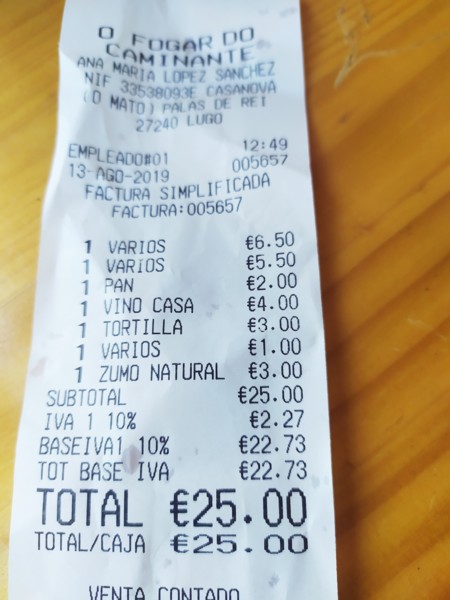 O FOGAR DO
CAMINANTE
ANA MARIA LOPEZ SANCHEZ
NIF 33538093E CASANOVA
(O MATO) PALAS DE REI
27240 LUGO
EMPLEADO#01 12:49
13-AGO-2019 005657
FACTURA SIMPLIFICADA
FACTURA:005657
1 VARIOS €6.50
1 VARIOS €5.50
1 PAN €2.00
1 VINO CASA €4.00
1 TORTILLA €3.00
1 VARIOS €1.00
1 ZUMO NATURAL €3.00
SUBTOTAL €25.00
IVA 1 10% €2.27
BASEIVA1 10% €22.73
TOT BASE IVA €22.73
TOTAL €25.00
TOTAL/CAJA €25.00
VENTA CONTADO